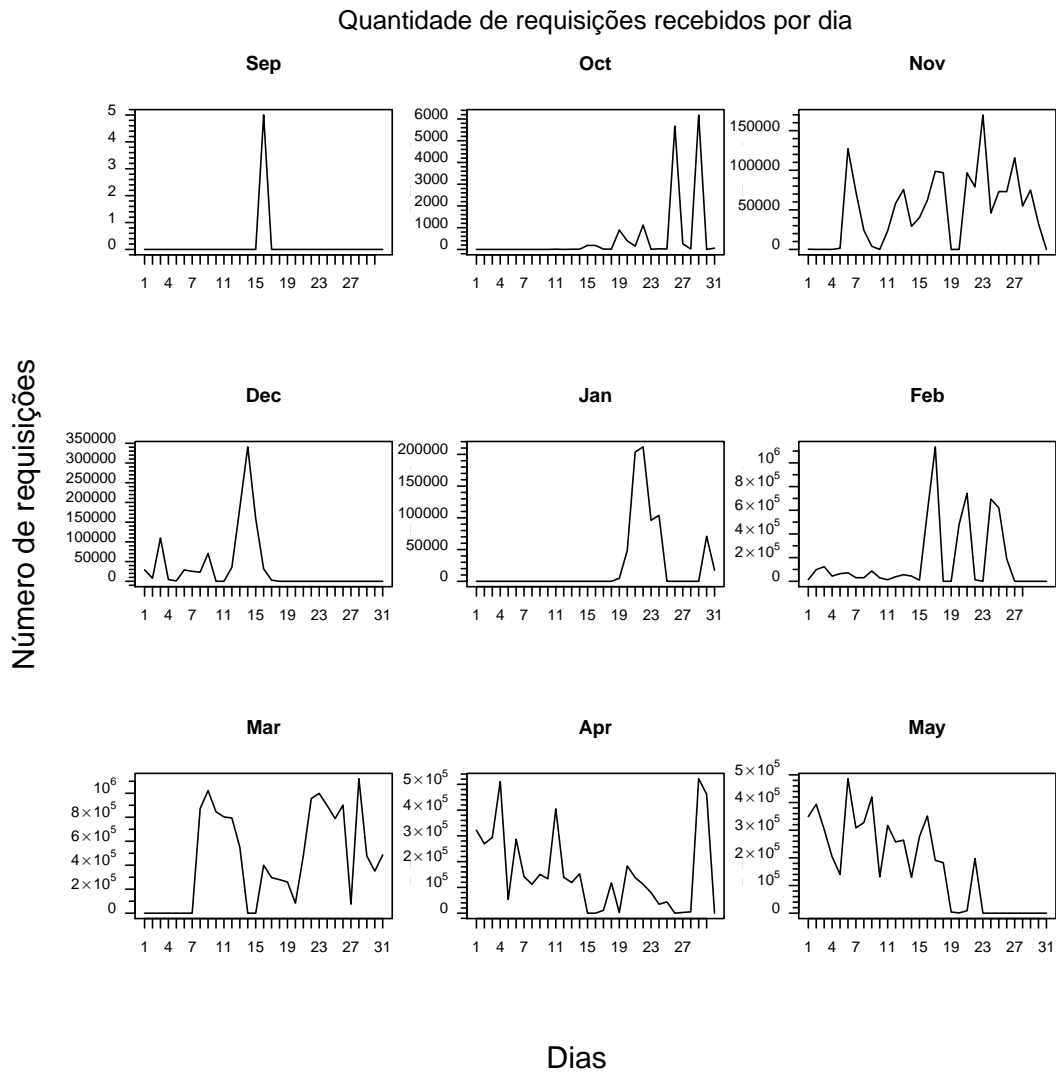 Quantidade de requisições recebidos por dia
Número de requisições
Sep
5
4
3
2
1
0
1 4 7 11 15 19 23 27
Oct
6000
5000
4000
3000
2000
1000
0
1 4 7 11 15 19 23 27 31
Nov
150000
100000
50000
0
1 4 7 11 15 19 23 27
Dec
350000
300000
250000
200000
150000
100000
50000
0
1 4 7 11 15 19 23 27 31
Jan
200000
150000
100000
50000
0
1 4 7 11 15 19 23 27 31
Feb
10⁶
8×10⁵
6×10⁵
4×10⁵
2×10⁵
0
1 4 7 11 15 19 23 27
Mar
10⁶
8×10⁵
6×10⁵
4×10⁵
2×10⁵
0
1 4 7 11 15 19 23 27 31
Apr
5×10⁵
4×10⁵
3×10⁵
2×10⁵
10⁵
0
1 4 7 11 15 19 23 27
May
5×10⁵
4×10⁵
3×10⁵
2×10⁵
10⁵
0
1 4 7 11 15 19 23 27 31
Dias